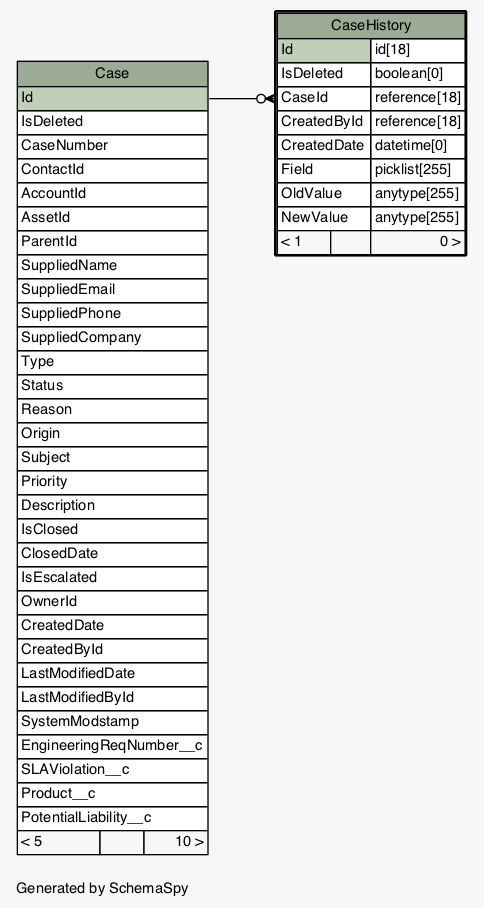 Case
Id
IsDeleted
CaseNumber
ContactId
AccountId
AssetId
ParentId
SuppliedName
SuppliedEmail
SuppliedPhone
SuppliedCompany
Type
Status
Reason
Origin
Subject
Priority
Description
IsClosed
ClosedDate
IsEscalated
OwnerId
CreatedDate
CreatedById
LastModifiedDate
LastModifiedById
SystemModstamp
EngineeringReqNumber__c
SLAViolation__c
Product__c
PotentialLiability__c
< 5 10 >
CaseHistory
Id id[18]
IsDeleted boolean[0]
CaseId reference[18]
CreatedById reference[18]
CreatedDate datetime[0]
Field picklist[255]
OldValue anytype[255]
NewValue anytype[255]
< 1 0 >
Generated by SchemaSpy